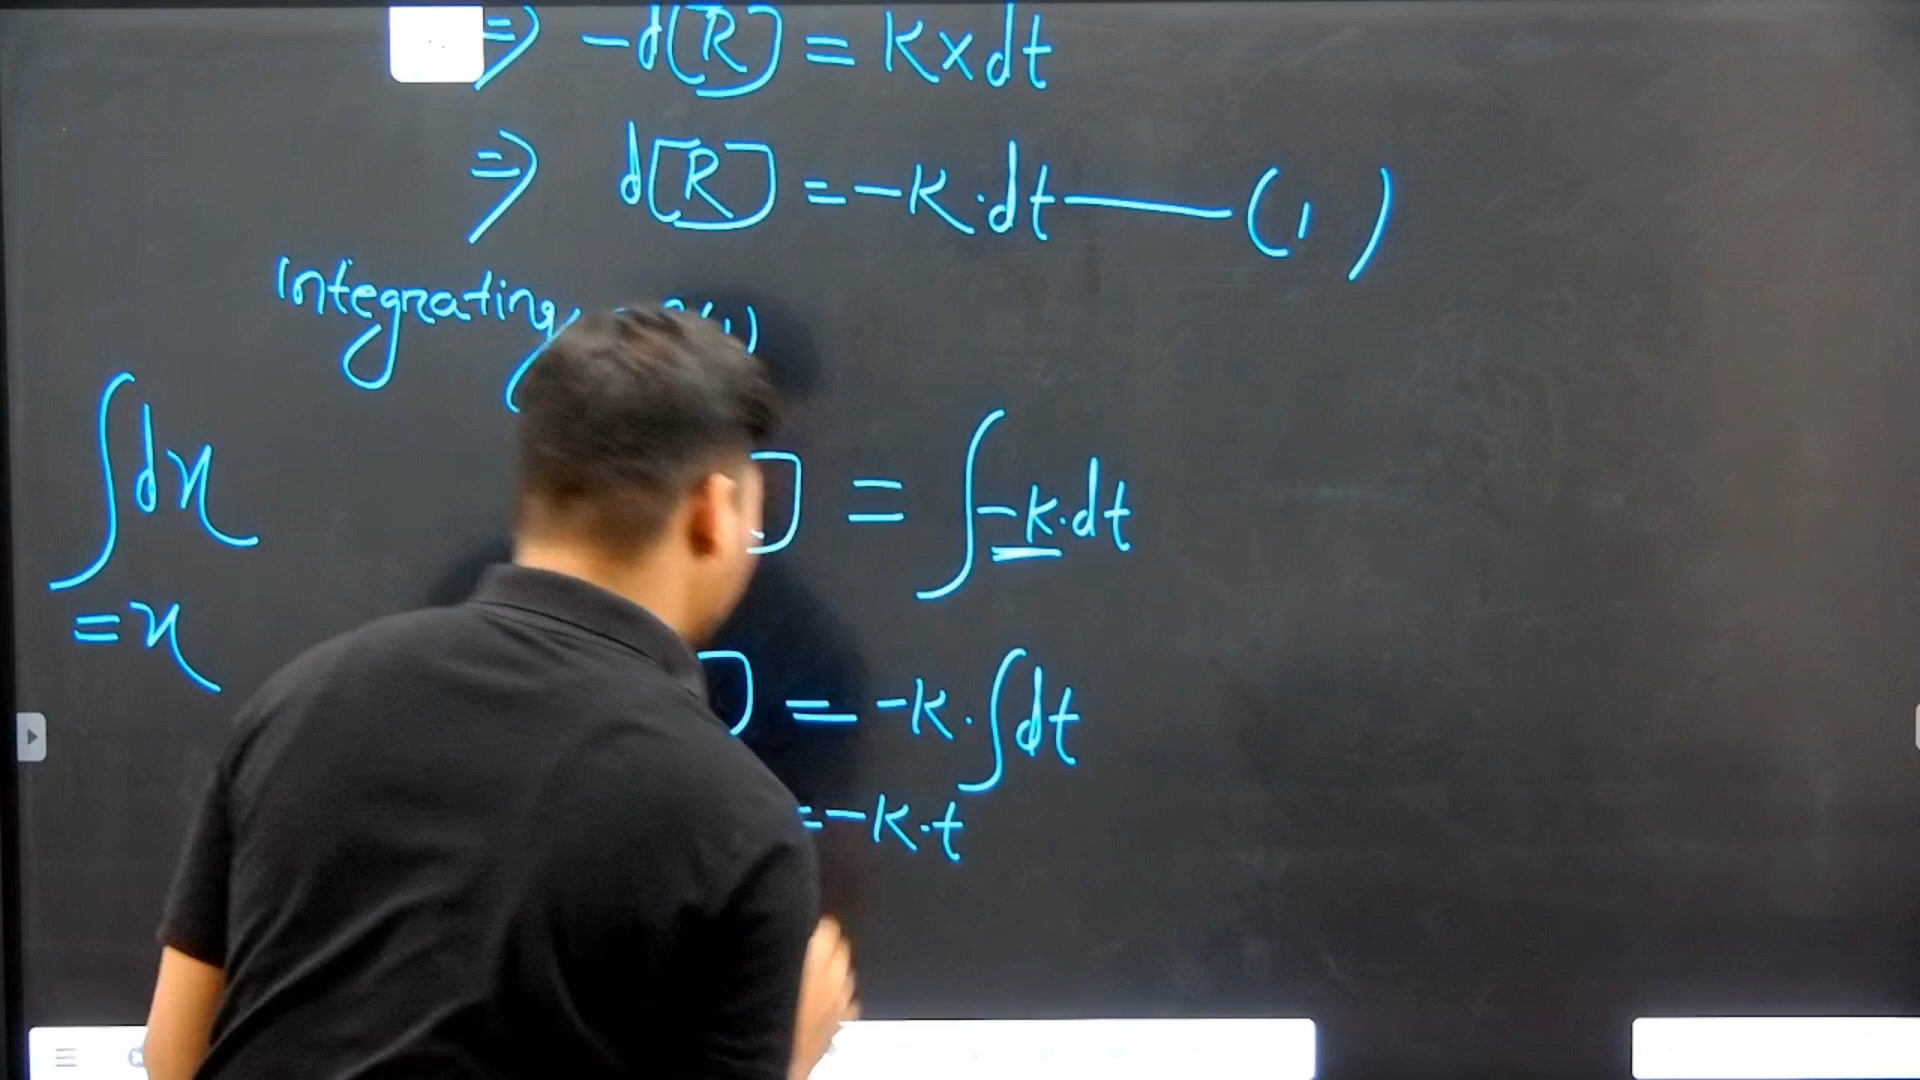 ⇒ -d[R] = K x dt
⇒ d[R] = -K.dt —— (1)
Integrating
∫dx
= ∫-K.dt
= x
= -K.∫dt
= -K.t